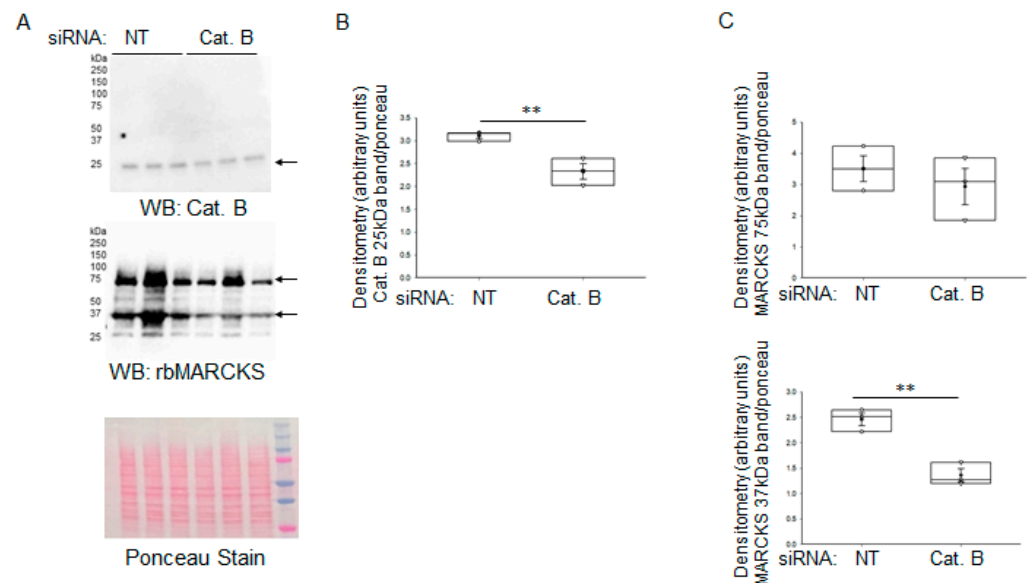 A
siRNA: NT Cat. B
kDa
250
150
100
75
50
37
25
WB: Cat. B
kDa
250
150
100
75
50
37
25
WB: rbMARCKS
Ponceau Stain
B
Densitometry (arbitrary units)
Cat. B 25kDa band/ponceau
**
3.5
3.0
2.5
2.0
1.5
1.0
0.5
0.0
siRNA: NT Cat. B
C
Densitometry (arbitrary units)
MARCKS 75kDa band/ponceau
5
4
3
2
1
0
siRNA: NT Cat. B
Densitometry (arbitrary units)
MARCKS 37kDa band/ponceau
**
3.0
2.5
2.0
1.5
1.0
0.5
0.0
siRNA: NT Cat. B